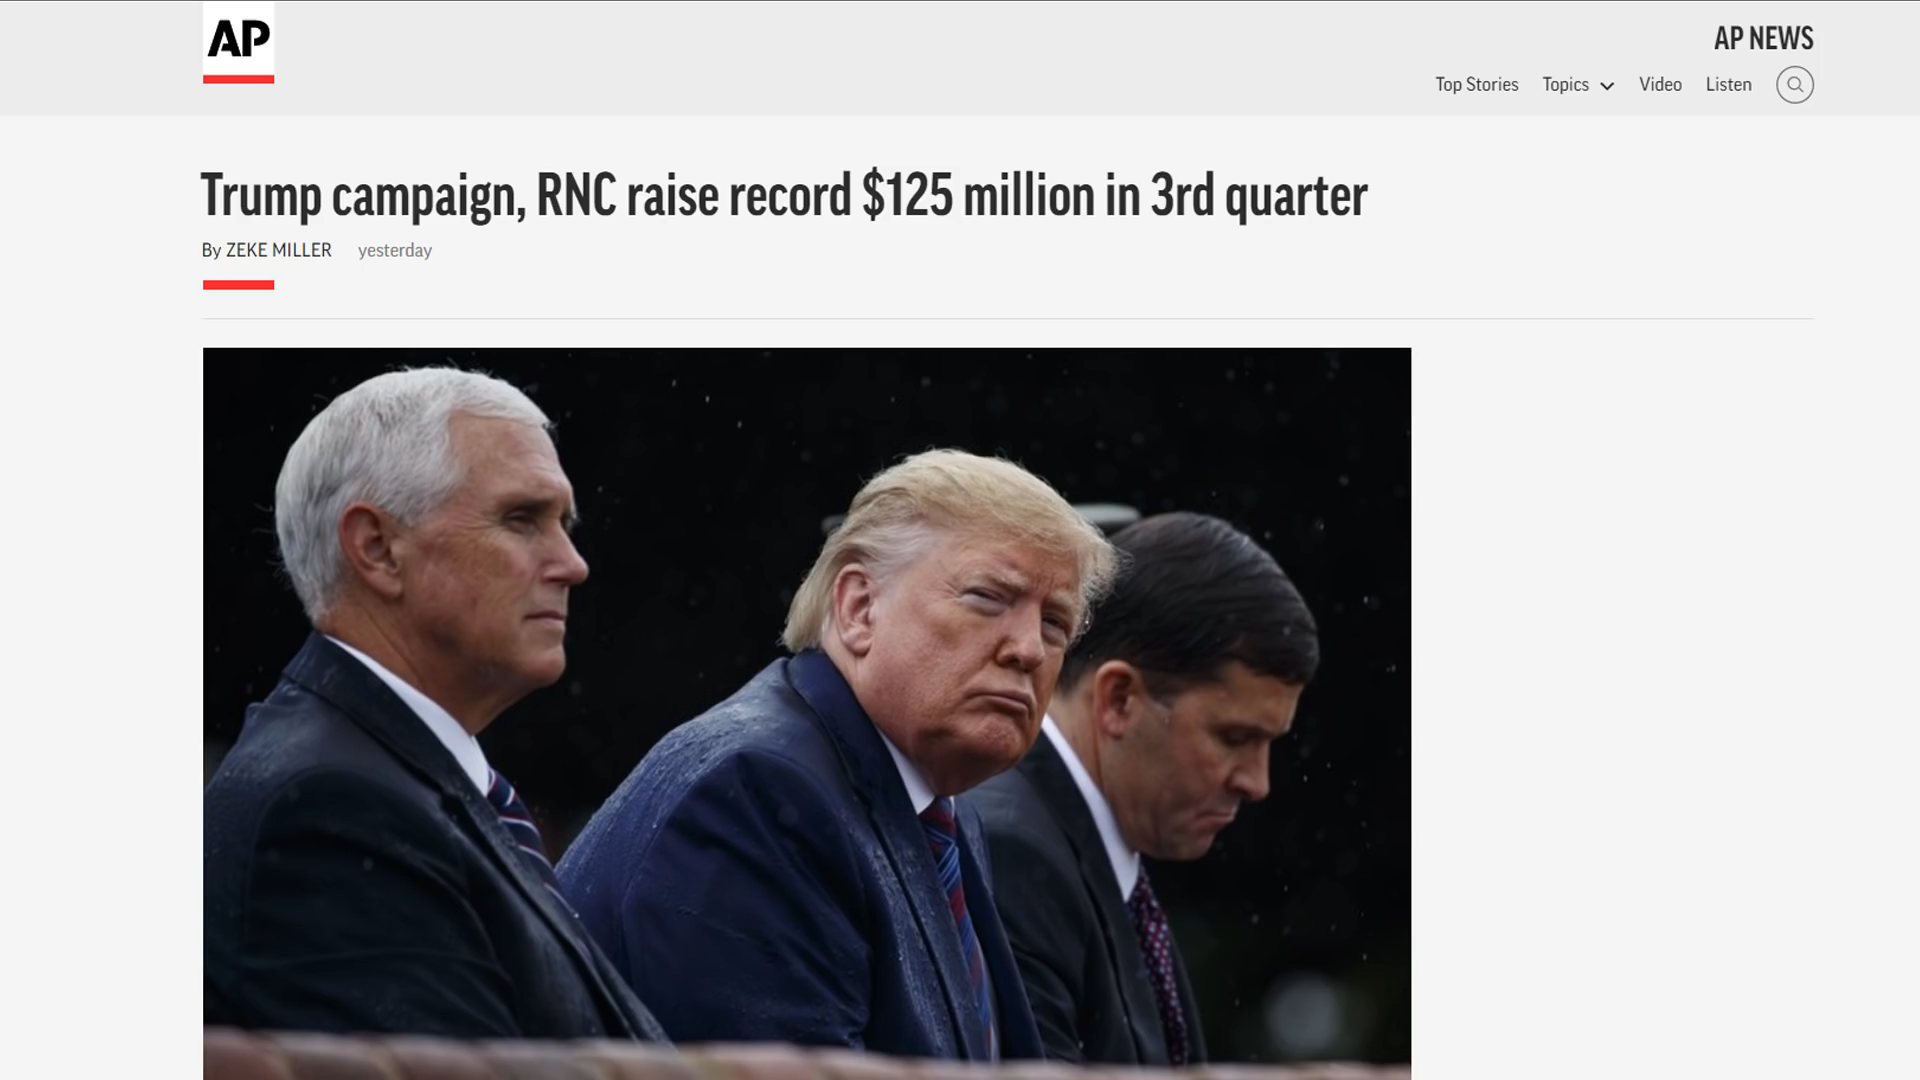 AP
AP NEWS
Top Stories Topics Video Listen
Trump campaign, RNC raise record $125 million in 3rd quarter
By ZEKE MILLER yesterday